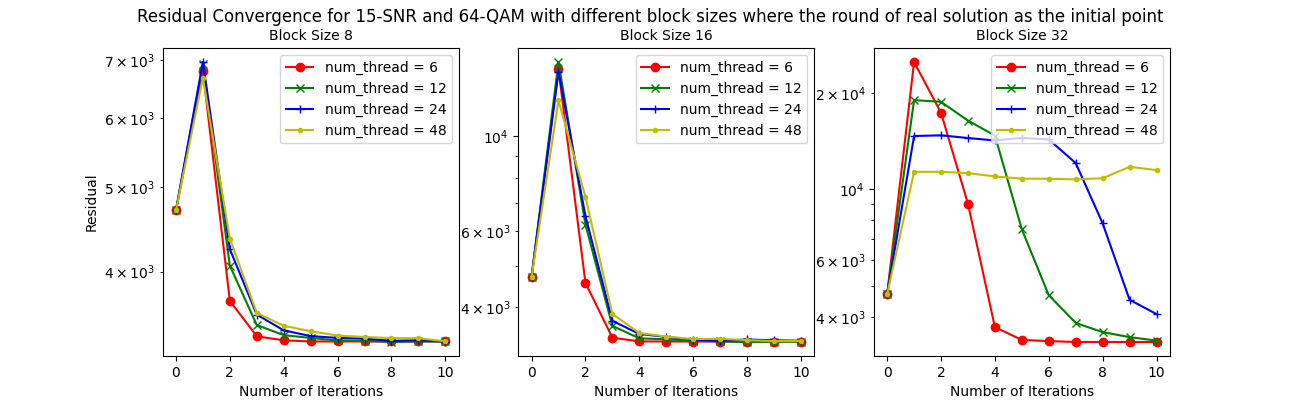 Residual Convergence for 15-SNR and 64-QAM with different block sizes where the round of real solution as the initial point
Block Size 8
Residual
7 × 10³
6 × 10³
5 × 10³
4 × 10³
num_thread = 6
num_thread = 12
num_thread = 24
num_thread = 48
0 2 4 6 8 10
Number of Iterations
Block Size 16
10⁴
6 × 10³
4 × 10³
num_thread = 6
num_thread = 12
num_thread = 24
num_thread = 48
0 2 4 6 8 10
Number of Iterations
Block Size 32
2 × 10⁴
10⁴
6 × 10³
4 × 10³
num_thread = 6
num_thread = 12
num_thread = 24
num_thread = 48
0 2 4 6 8 10
Number of Iterations